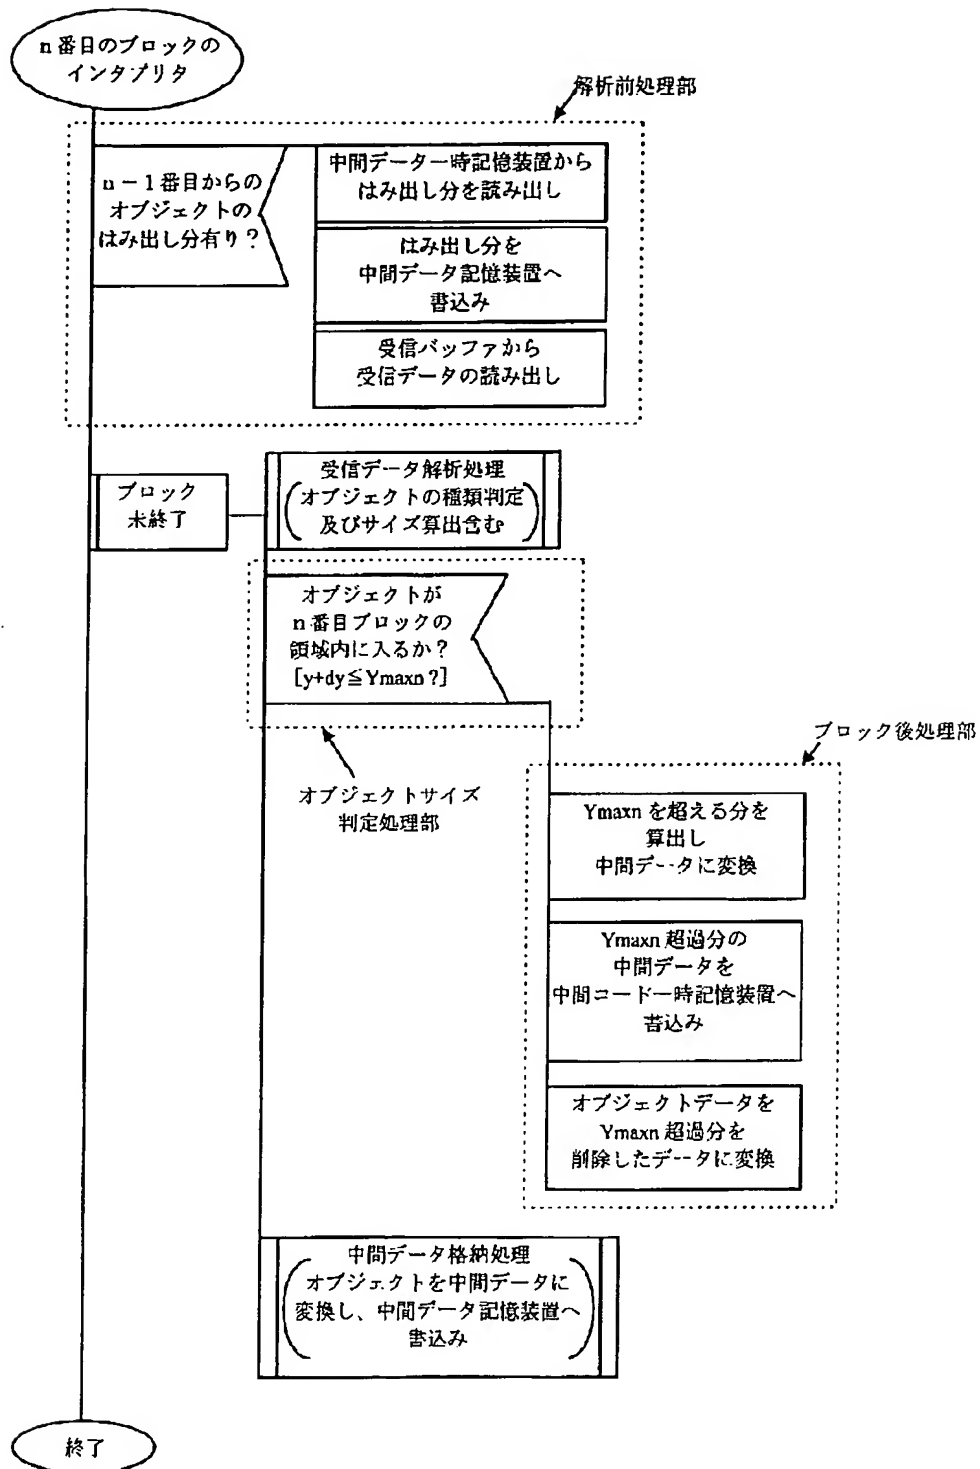 n番目のブロックの
インタプリタ
解析前処理部
n－1番目からの
オブジェクトの
はみ出し分有り？
中間データ一時記憶装置から
はみ出し分を読み出し
はみ出し分を
中間データ記憶装置へ
書込み
受信バッファから
受信データの読み出し
ブロック
未終了
受信データ解析処理
(オブジェクトの種類判定
及びサイズ算出含む)
オブジェクトが
n番目ブロックの
領域内に入るか？
[y+dy≦Ymaxn?]
オブジェクトサイズ
判定処理部
ブロック後処理部
Ymaxnを超える分を
算出し
中間データに変換
Ymaxn超過分の
中間データを
中間コード一時記憶装置へ
書込み
オブジェクトデータを
Ymaxn超過分を
削除したデータに変換
中間データ格納処理
(オブジェクトを中間データに
変換し、中間データ記憶装置へ
書込み)
終了